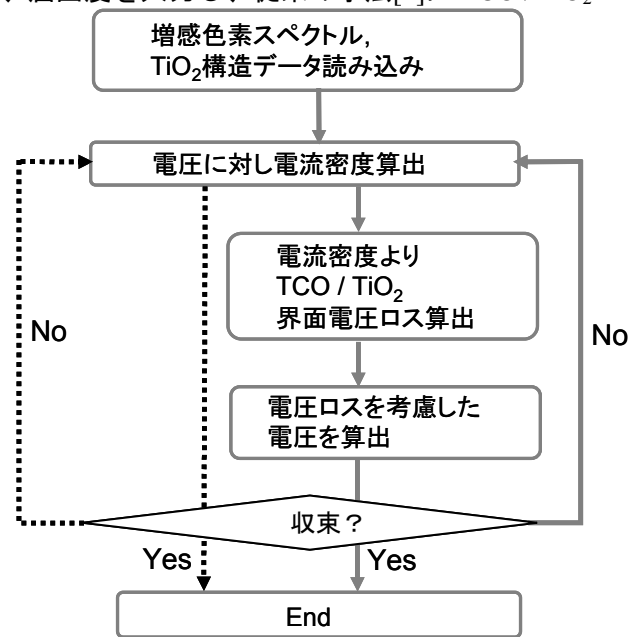 増感色素スペクトル,
TiO2構造データ読み込み
電圧に対し電流密度算出
電流密度より
TCO / TiO2
界面電圧ロス算出
No
No
電圧ロスを考慮した
電圧を算出
収束？
Yes
Yes
End